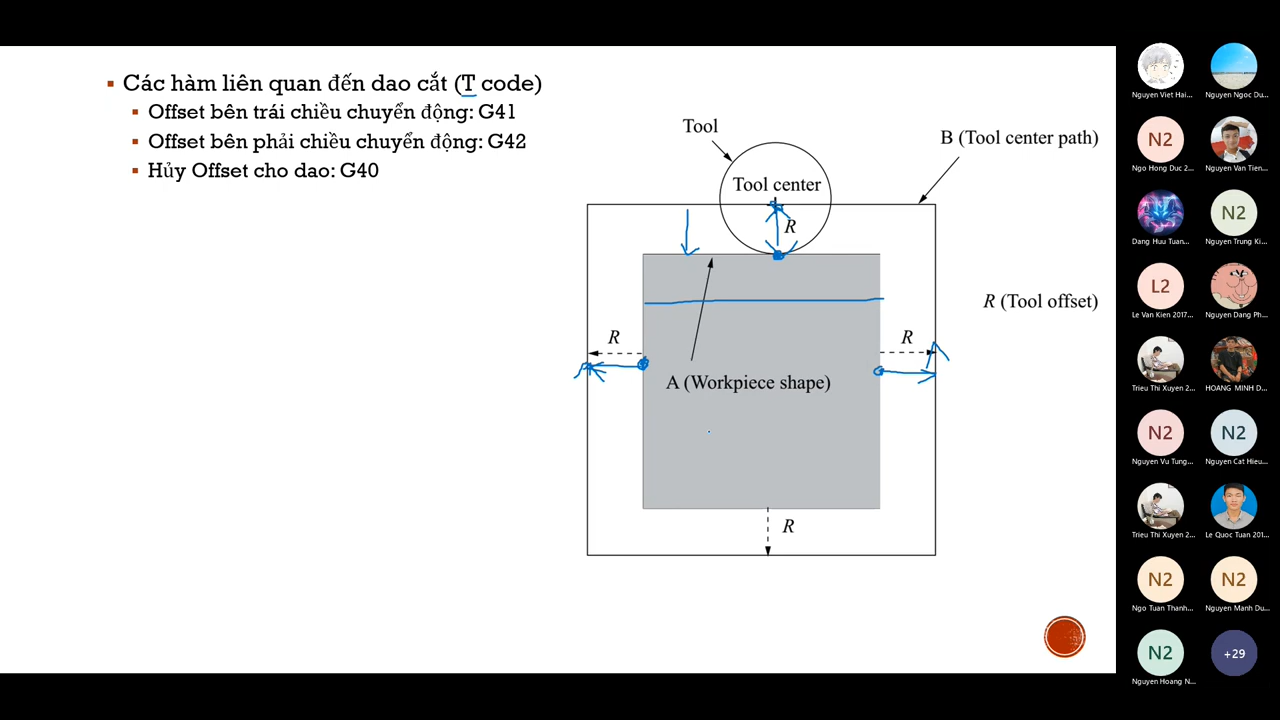 Các hàm liên quan đến dao cắt (T code)
Offset bên trái chiều chuyển động: G41
Offset bên phải chiều chuyển động: G42
Hủy Offset cho dao: G40
Tool
B (Tool center path)
Tool center
R
R (Tool offset)
R
R
A (Workpiece shape)
R
Nguyen Viet Hai...
Nguyen Ngoc Du...
N2
Ngo Hong Duc 2...
Nguyen Van Tien...
N2
Dang Huu Tuan...
Nguyen Trung Ki...
L2
Le Van Kien 2017...
Nguyen Dang Ph...
Trieu Thi Xuyen 2...
HOANG MINH D...
N2
N2
Nguyen Vu Tung...
Nguyen Cat Hieu...
Trieu Thi Xuyen 2...
Le Quoc Tuan 201...
N2
N2
Ngo Tuan Thanh...
Nguyen Manh Du...
N2
+29
Nguyen Hoang N...